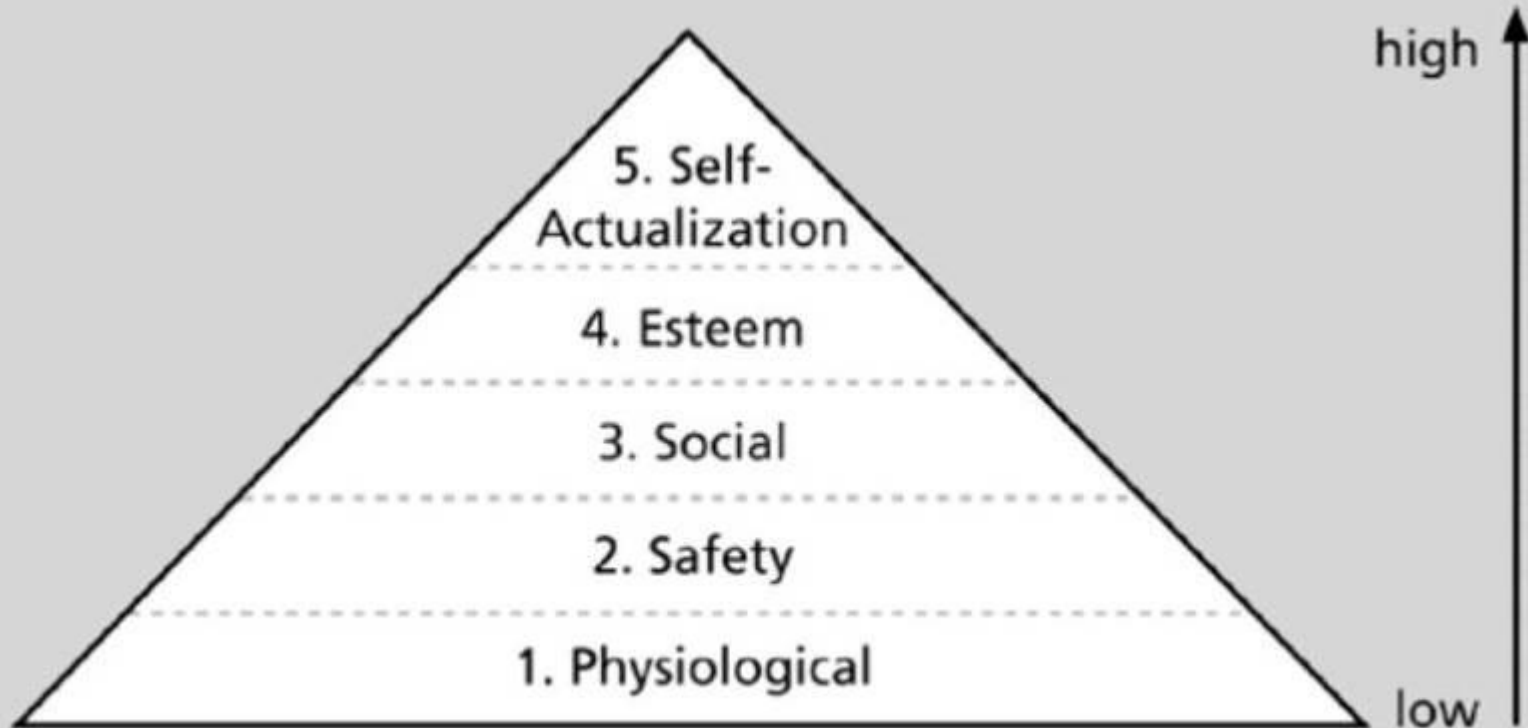 high
5. Self-
Actualization
4. Esteem
3. Social
2. Safety
1. Physiological
low